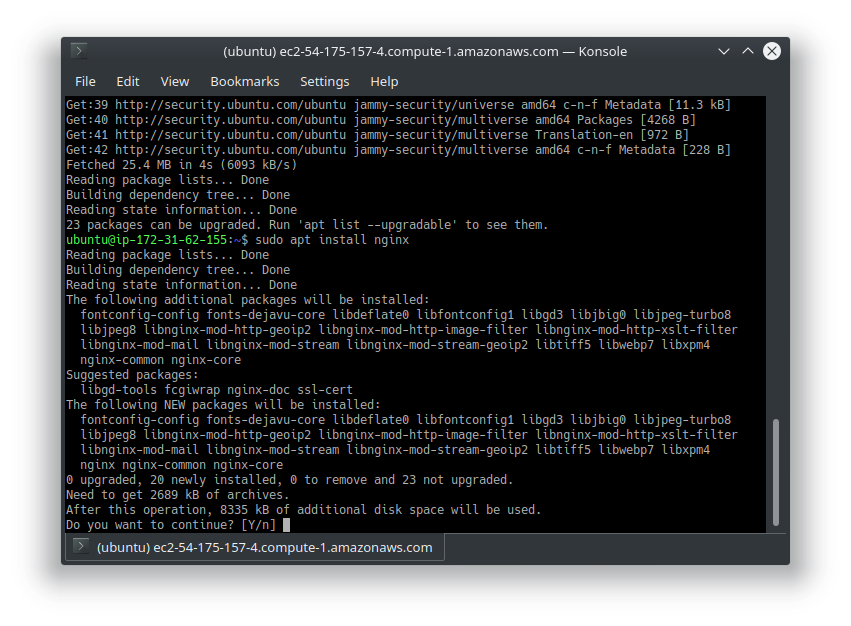 (ubuntu) ec2-54-175-157-4.compute-1.amazonaws.com — Konsole
File Edit View Bookmarks Settings Help
Get:39 http://security.ubuntu.com/ubuntu jammy-security/universe amd64 c-n-f Metadata [11.3 kB]
Get:40 http://security.ubuntu.com/ubuntu jammy-security/multiverse amd64 Packages [4268 B]
Get:41 http://security.ubuntu.com/ubuntu jammy-security/multiverse Translation-en [972 B]
Get:42 http://security.ubuntu.com/ubuntu jammy-security/multiverse amd64 c-n-f Metadata [228 B]
Fetched 25.4 MB in 4s (6093 kB/s)
Reading package lists... Done
Building dependency tree... Done
Reading state information... Done
23 packages can be upgraded. Run 'apt list --upgradable' to see them.
ubuntu@ip-172-31-62-155:~$ sudo apt install nginx
Reading package lists... Done
Building dependency tree... Done
Reading state information... Done
The following additional packages will be installed:
  fontconfig-config fonts-dejavu-core libdeflate0 libfontconfig1 libgd3 libjbig0 libjpeg-turbo8
  libjpeg8 libnginx-mod-http-geoip2 libnginx-mod-http-image-filter libnginx-mod-http-xslt-filter
  libnginx-mod-mail libnginx-mod-stream libnginx-mod-stream-geoip2 libtiff5 libwebp7 libxpm4
  nginx-common nginx-core
Suggested packages:
  libgd-tools fcgiwrap nginx-doc ssl-cert
The following NEW packages will be installed:
  fontconfig-config fonts-dejavu-core libdeflate0 libfontconfig1 libgd3 libjbig0 libjpeg-turbo8
  libjpeg8 libnginx-mod-http-geoip2 libnginx-mod-http-image-filter libnginx-mod-http-xslt-filter
  libnginx-mod-mail libnginx-mod-stream libnginx-mod-stream-geoip2 libtiff5 libwebp7 libxpm4
  nginx nginx-common nginx-core
0 upgraded, 20 newly installed, 0 to remove and 23 not upgraded.
Need to get 2689 kB of archives.
After this operation, 8335 kB of additional disk space will be used.
Do you want to continue? [Y/n]
(ubuntu) ec2-54-175-157-4.compute-1.amazonaws.com